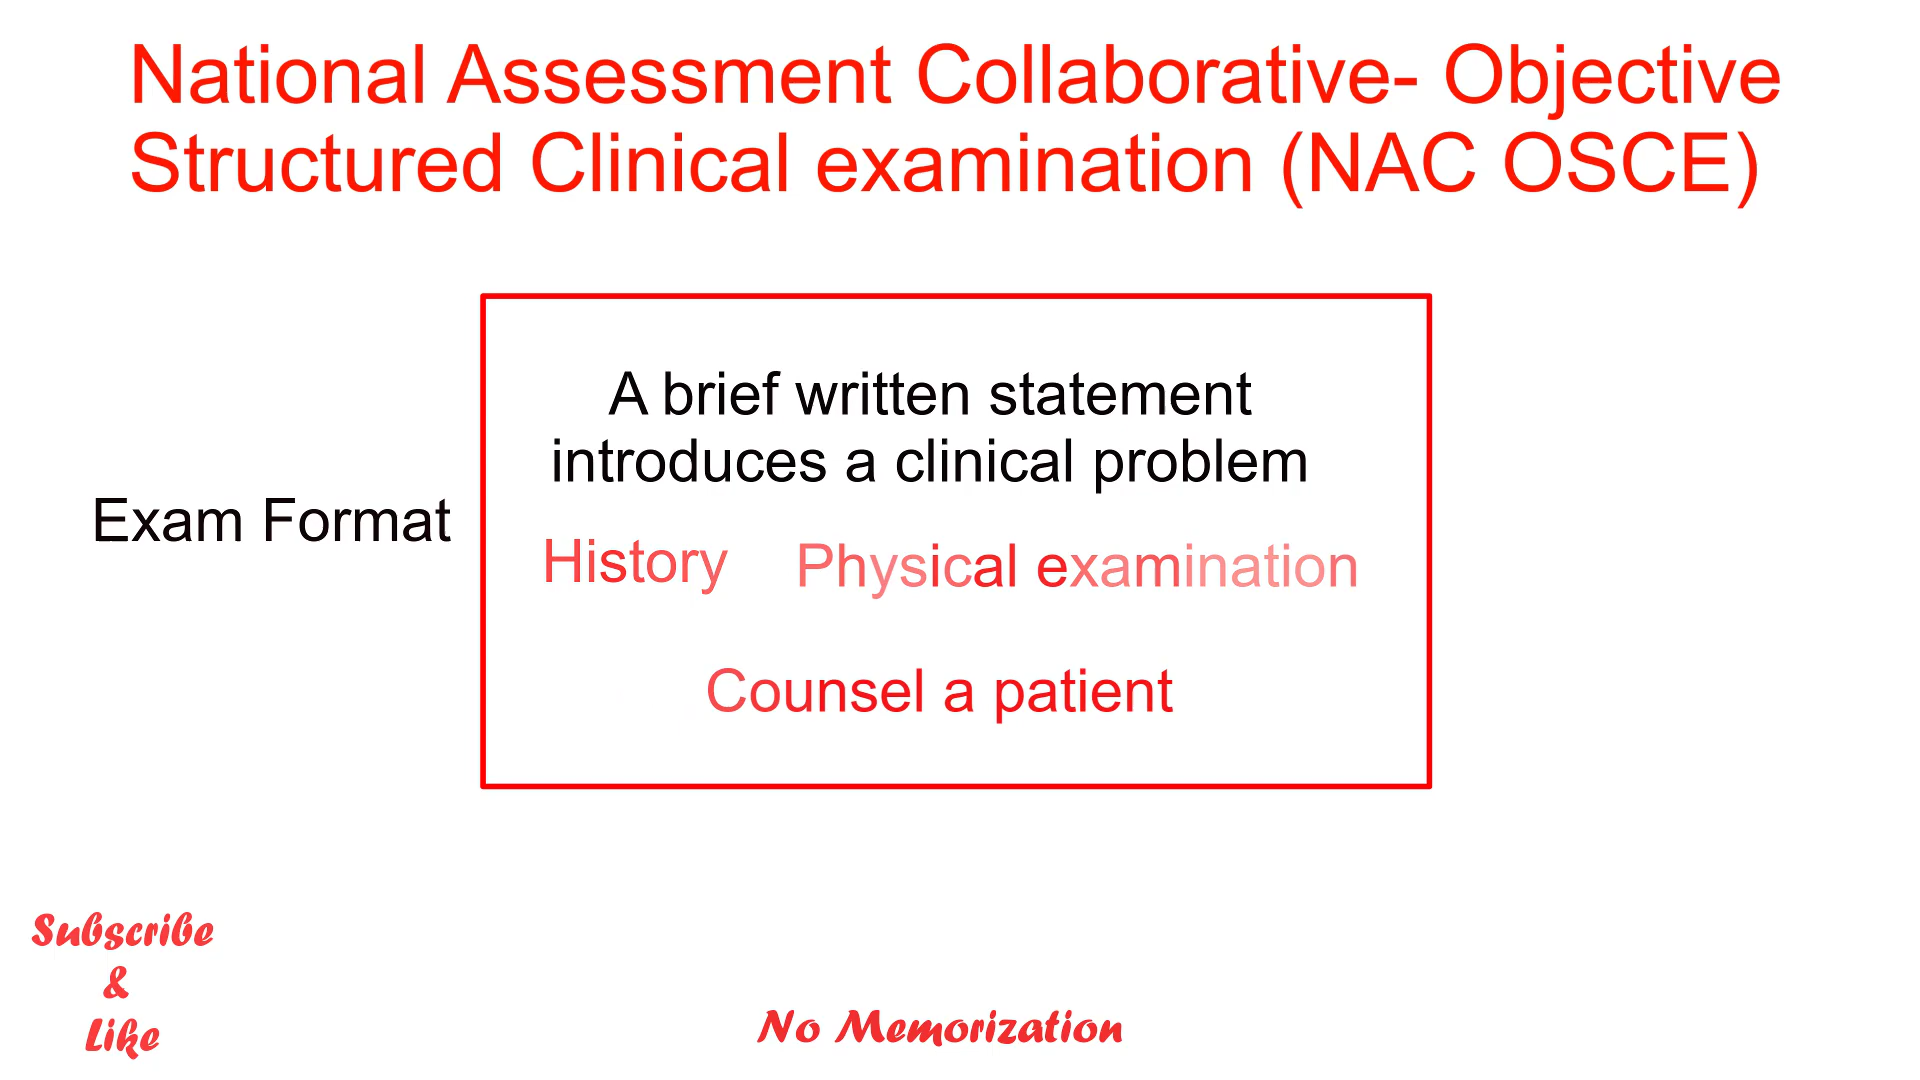 National Assessment Collaborative- Objective
Structured Clinical examination (NAC OSCE)
Exam Format
A brief written statement
introduces a clinical problem
History Physical examination
Counsel a patient
Subscribe
&
Like
No Memorization